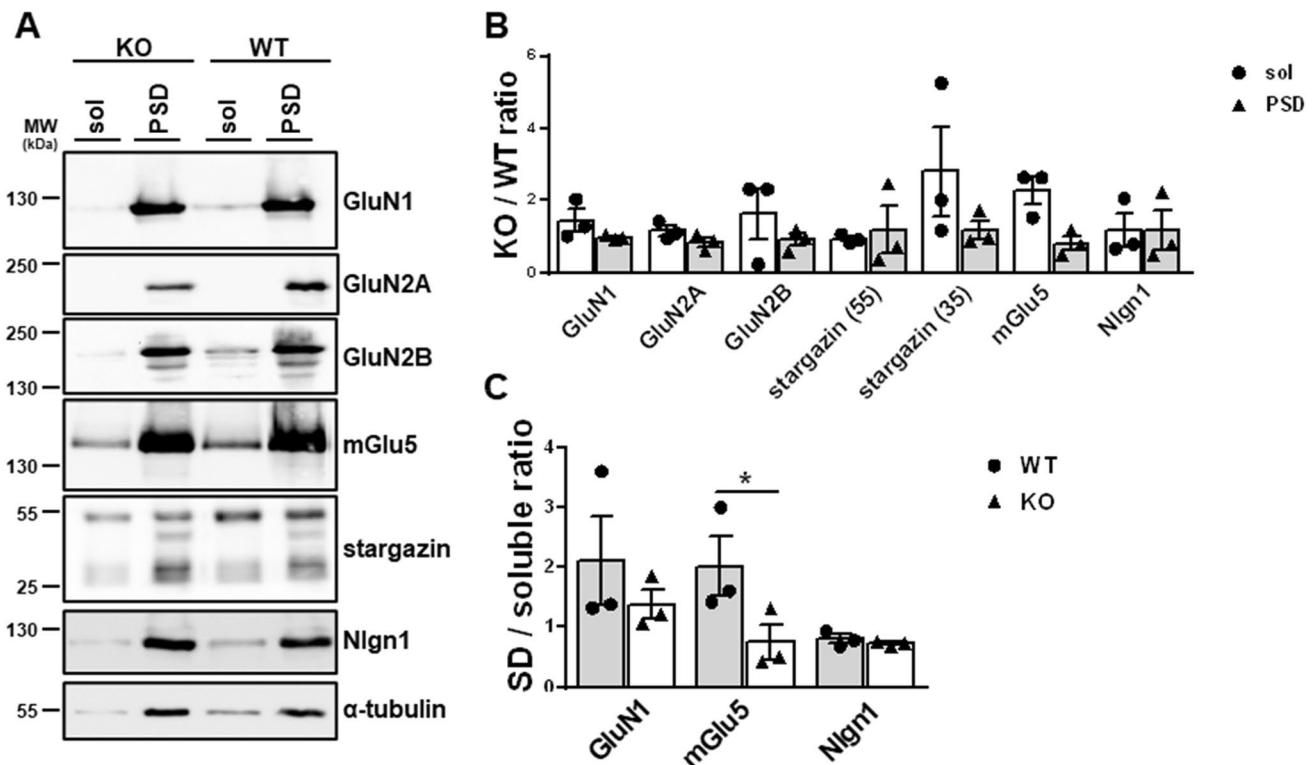 A
KO WT
sol PSD sol PSD
MW
(kDa)
130 GluN1
250 GluN2A
250 GluN2B
130
mGlu5
130
55 stargazin
25
130 Nlgn1
55 α-tubulin
B
KO / WT ratio
6
4
2
0
GluN1 GluN2A GluN2B stargazin (55) stargazin (35) mGlu5 Nlgn1
sol
PSD
C
SD / soluble ratio
4
3
2
1
0
*
GluN1 mGlu5 Nlgn1
WT
KO